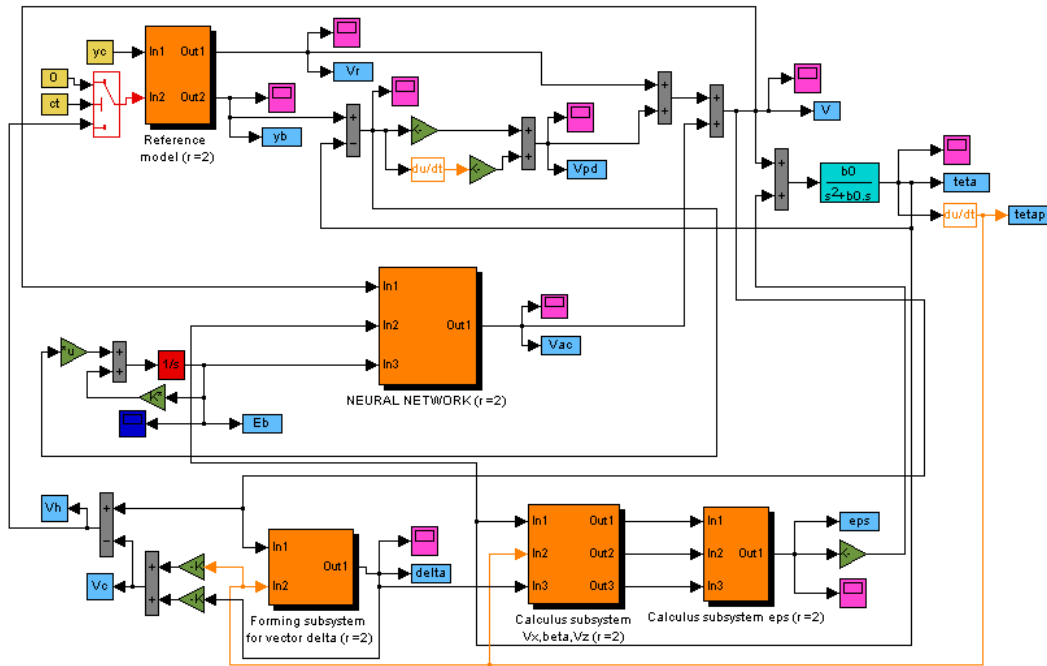 yc
0
ct
In1
Out1
In2
Out2
Reference
model (r=2)
Vr
yb
+
-
du/dt
+
+
Vpd
+
+
+
+
V
+
+
b0
s²+b0.s
teta
du/dt
tetap
In1
In2
Out1
In3
NEURAL NETWORK (r=2)
Vac
*u
+
+
1/s
K*
Eb
Vh
+
-
Vc
+
+
-K
-K
In1
Out1
In2
Forming subsystem
for vector delta (r=2)
delta
In1
Out1
In2
Out2
In3
Out3
Calculus subsystem
Vx,beta,Vz (r=2)
In1
In2
Out1
In3
Calculus subsystem eps (r=2)
eps